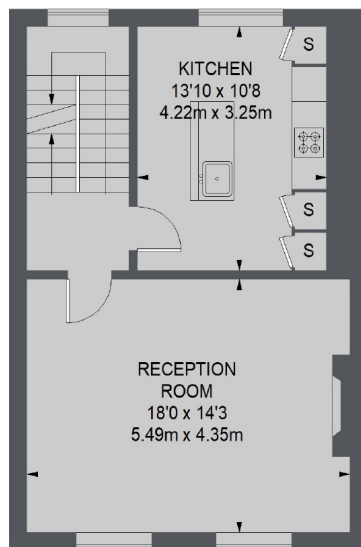 S
KITCHEN
13'10 x 10'8
4.22m x 3.25m
S
S
RECEPTION
ROOM
18'0 x 14'3
5.49m x 4.35m